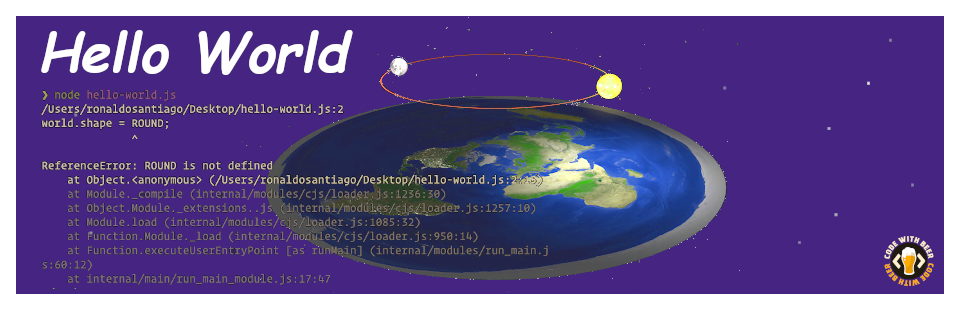 Hello World
❯ node hello-world.js
/Users/ronaldosantiago/Desktop/hello-world.js:2
world.shape = ROUND;
^
ReferenceError: ROUND is not defined
at Object.<anonymous> (/Users/ronaldosantiago/Desktop/hello-world.js:2:15)
at Module._compile (internal/modules/cjs/loader.js:1236:30)
at Object.Module._extensions..js (internal/modules/cjs/loader.js:1257:10)
at Module.load (internal/modules/cjs/loader.js:1085:32)
at Function.Module._load (internal/modules/cjs/loader.js:950:14)
at Function.executeUserEntryPoint [as runMain] (internal/modules/run_main.j
s:60:12)
at internal/main/run_main_module.js:17:47
CODE WITH BEER
CODE WITH BEER